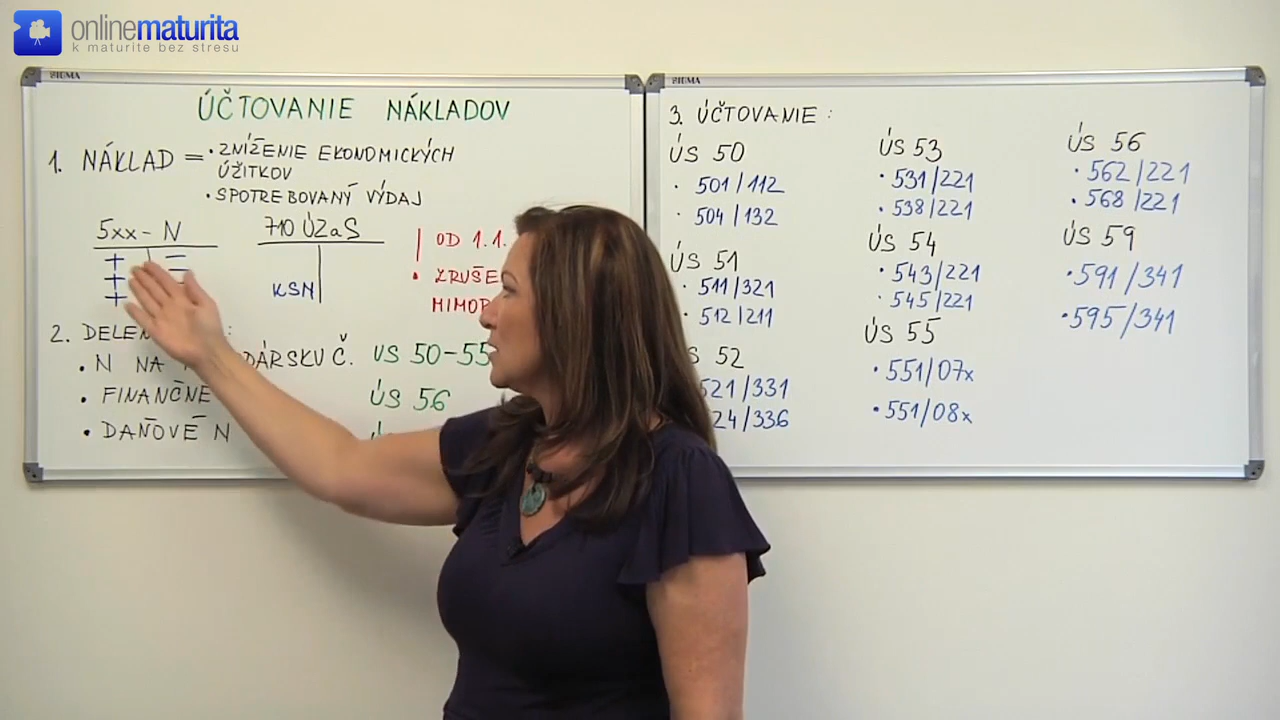 onlinematurita
k maturite bez stresu
SIGMA
ÚČTOVANIE NÁKLADOV
1. NÁKLAD = • ZNÍŽENIE EKONOMICKÝCH
ÚŽITKOV
• SPOTREBOVANÝ VÝDAJ
5xx - N
+ −
+ −
+
710 ÚZaS
KSN
OD 1.1.
•
2. :
• N NA Č. ÚS 50-55
• FINANČNÉ ÚS 56
• DAŇOVÉ N
SIGMA
3. ÚČTOVANIE:
ÚS 50
• 501/112
• 504/132
ÚS 51
• 511/321
• 512/211
52
521/331
24/336
ÚS 53
• 531/221
• 538/221
ÚS 54
• 543/221
• 545/221
ÚS 55
• 551/07x
• 551/08x
ÚS 56
• 562/221
• 568/221
ÚS 59
• 591/341
• 595/341